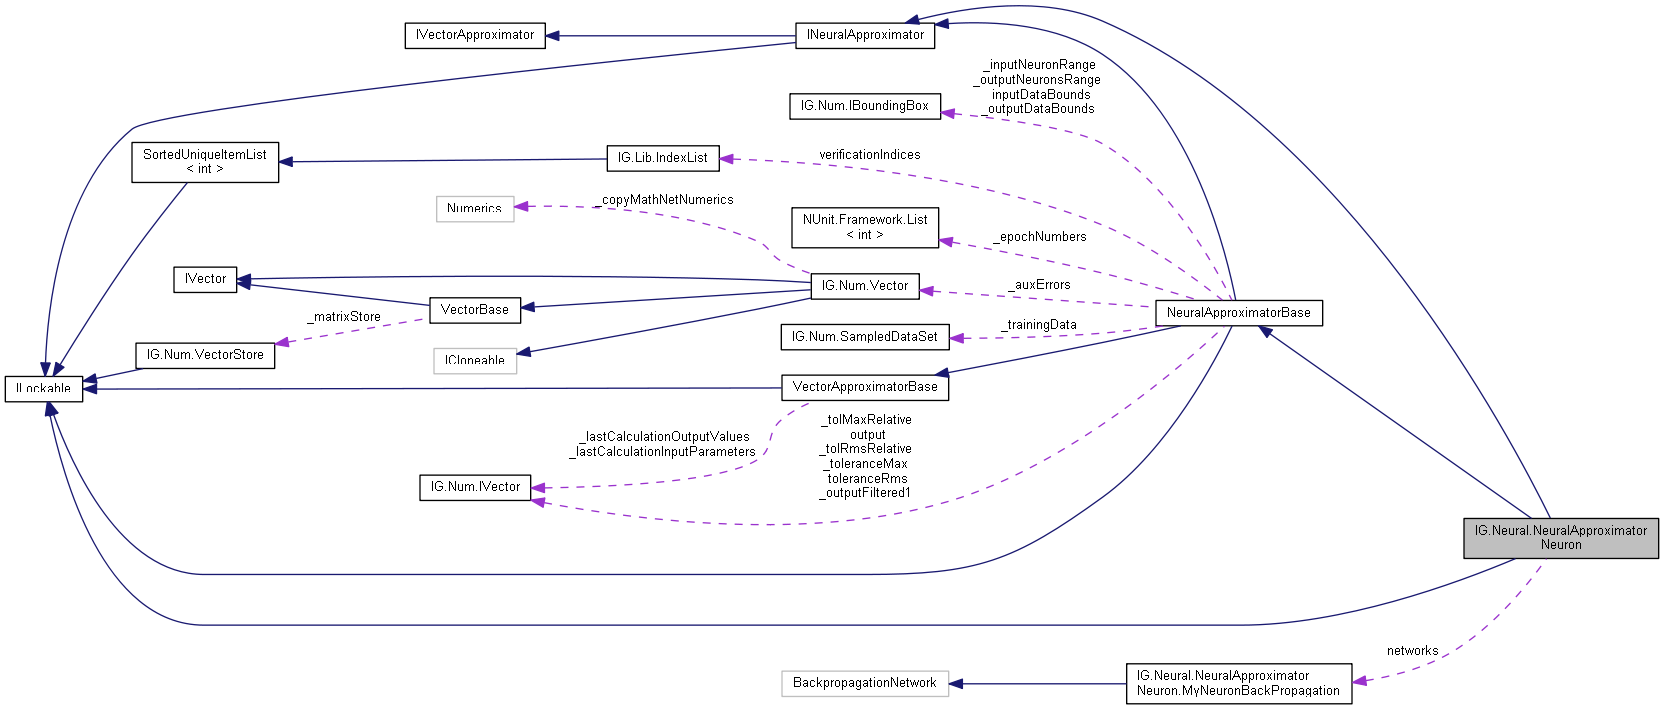 IVectorApproximator
INeuralApproximator
_inputNeuronRange
_outputNeuronsRange
inputDataBounds
_outputDataBounds
IG.Num.IBoundingBox
SortedUniqueItemList
< int >
IG.Lib.IndexList
verificationIndices
Numerics
_copyMathNetNumerics
NUnit.Framework.List
< int >
_epochNumbers
IVector
IG.Num.Vector
_auxErrors
VectorBase
NeuralApproximatorBase
_matrixStore
IG.Num.SampledDataSet
_trainingData
IG.Num.VectorStore
ICloneable
ILockable
VectorApproximatorBase
_lastCalculationOutputValues
_lastCalculationInputParameters
_tolMaxRelative
output
_tolRmsRelative
_toleranceMax
toleranceRms
_outputFiltered1
IG.Num.IVector
IG.Neural.NeuralApproximator
Neuron
networks
BackpropagationNetwork
IG.Neural.NeuralApproximator
Neuron.MyNeuronBackPropagation